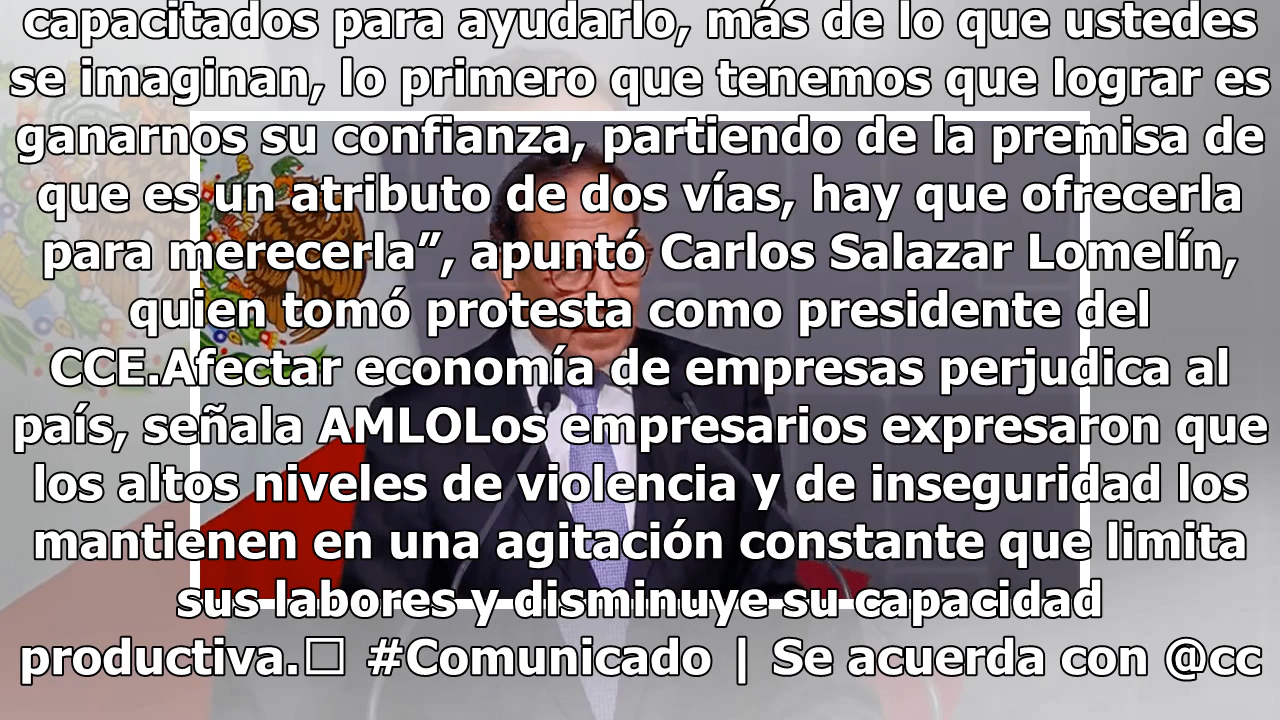 capacitados para ayudarlo, más de lo que ustedes
se imaginan, lo primero que tenemos que lograr es
ganarnos su confianza, partiendo de la premisa de
que es un atributo de dos vías, hay que ofrecerla
para merecerla”, apuntó Carlos Salazar Lomelín,
quien tomó protesta como presidente del
CCE.Afectar economía de empresas perjudica al
país, señala AMLOLos empresarios expresaron que
los altos niveles de violencia y de inseguridad los
mantienen en una agitación constante que limita
sus labores y disminuye su capacidad
productiva.□ #Comunicado | Se acuerda con @cc